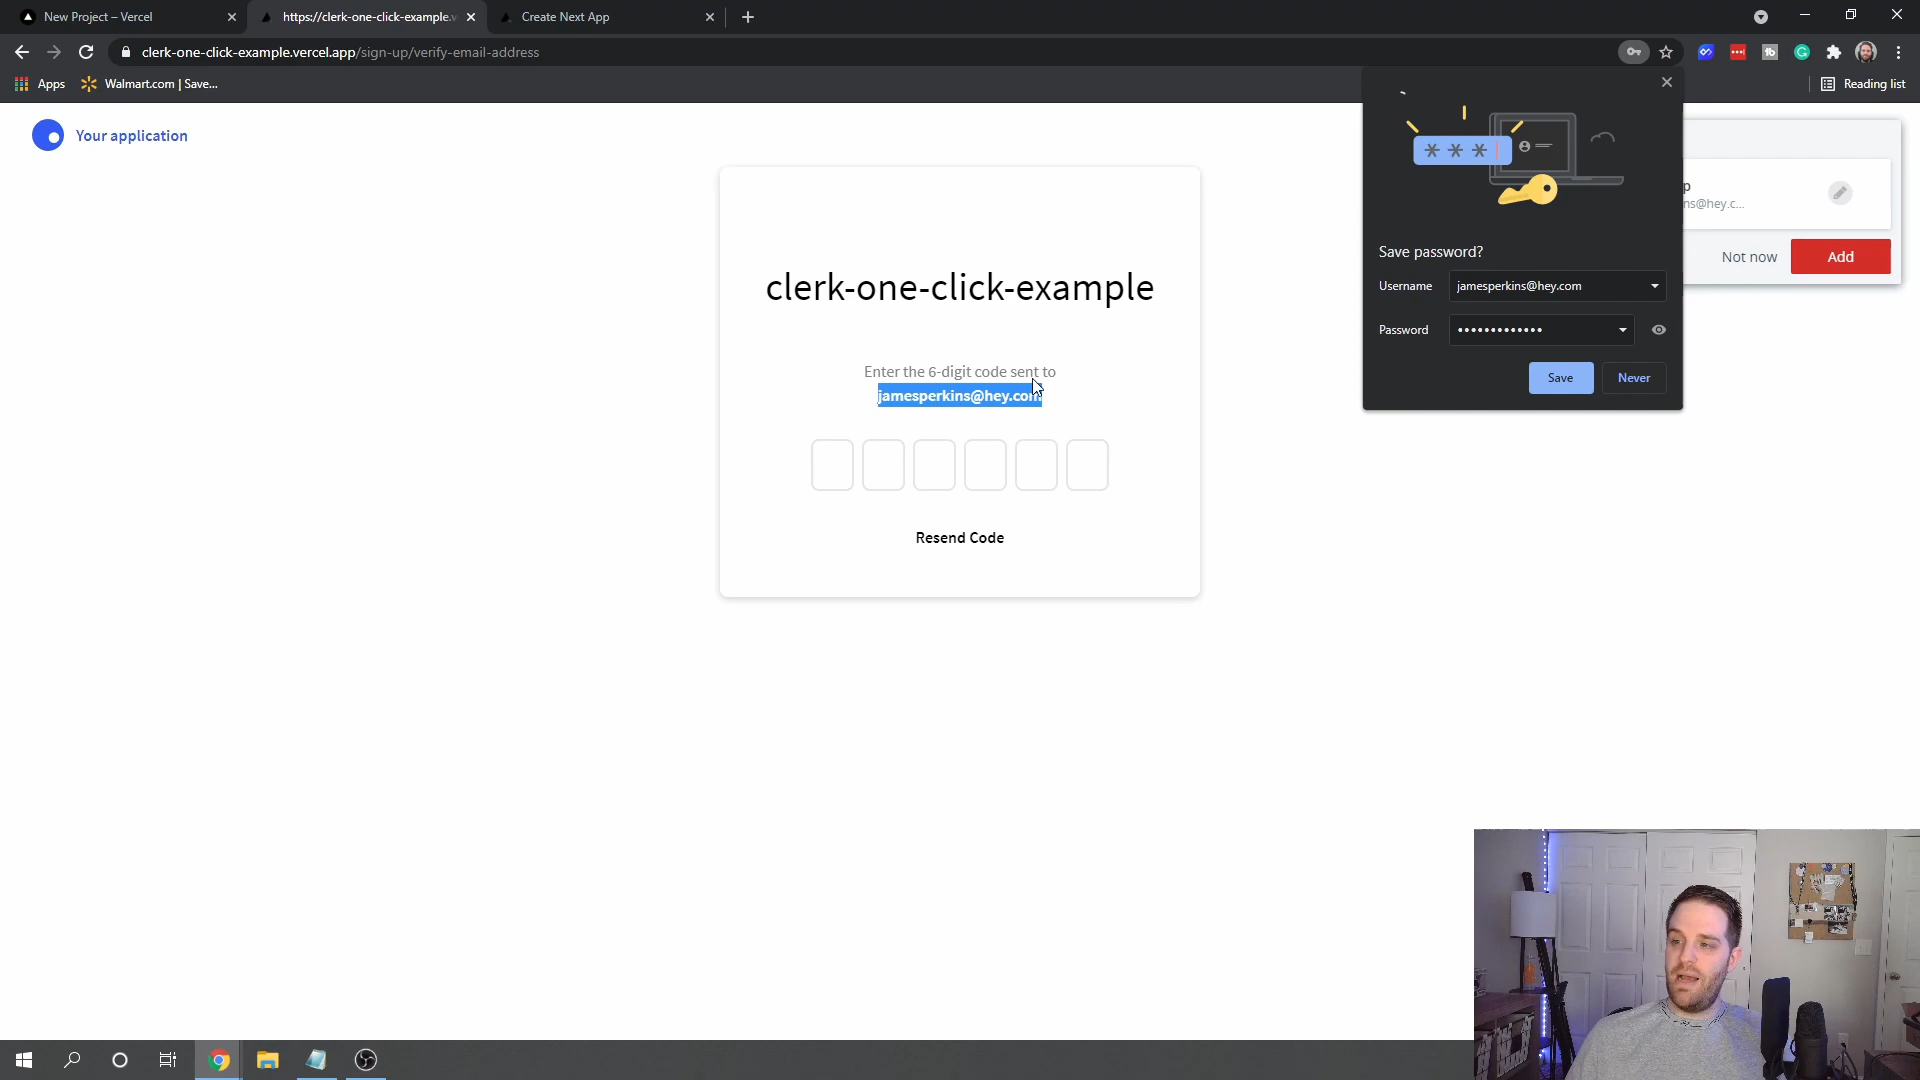 New Project – Vercel
https://clerk-one-click-example.v
Create Next App
clerk-one-click-example.vercel.app/sign-up/verify-email-address
Apps
Walmart.com | Save...
Reading list
Your application
clerk-one-click-example
Enter the 6-digit code sent to
jamesperkins@hey.com
Resend Code
* * *
Save password?
Username
jamesperkins@hey.com
Password
•••••••••••••
Save
Never
p
ns@hey.c...
Not now
Add